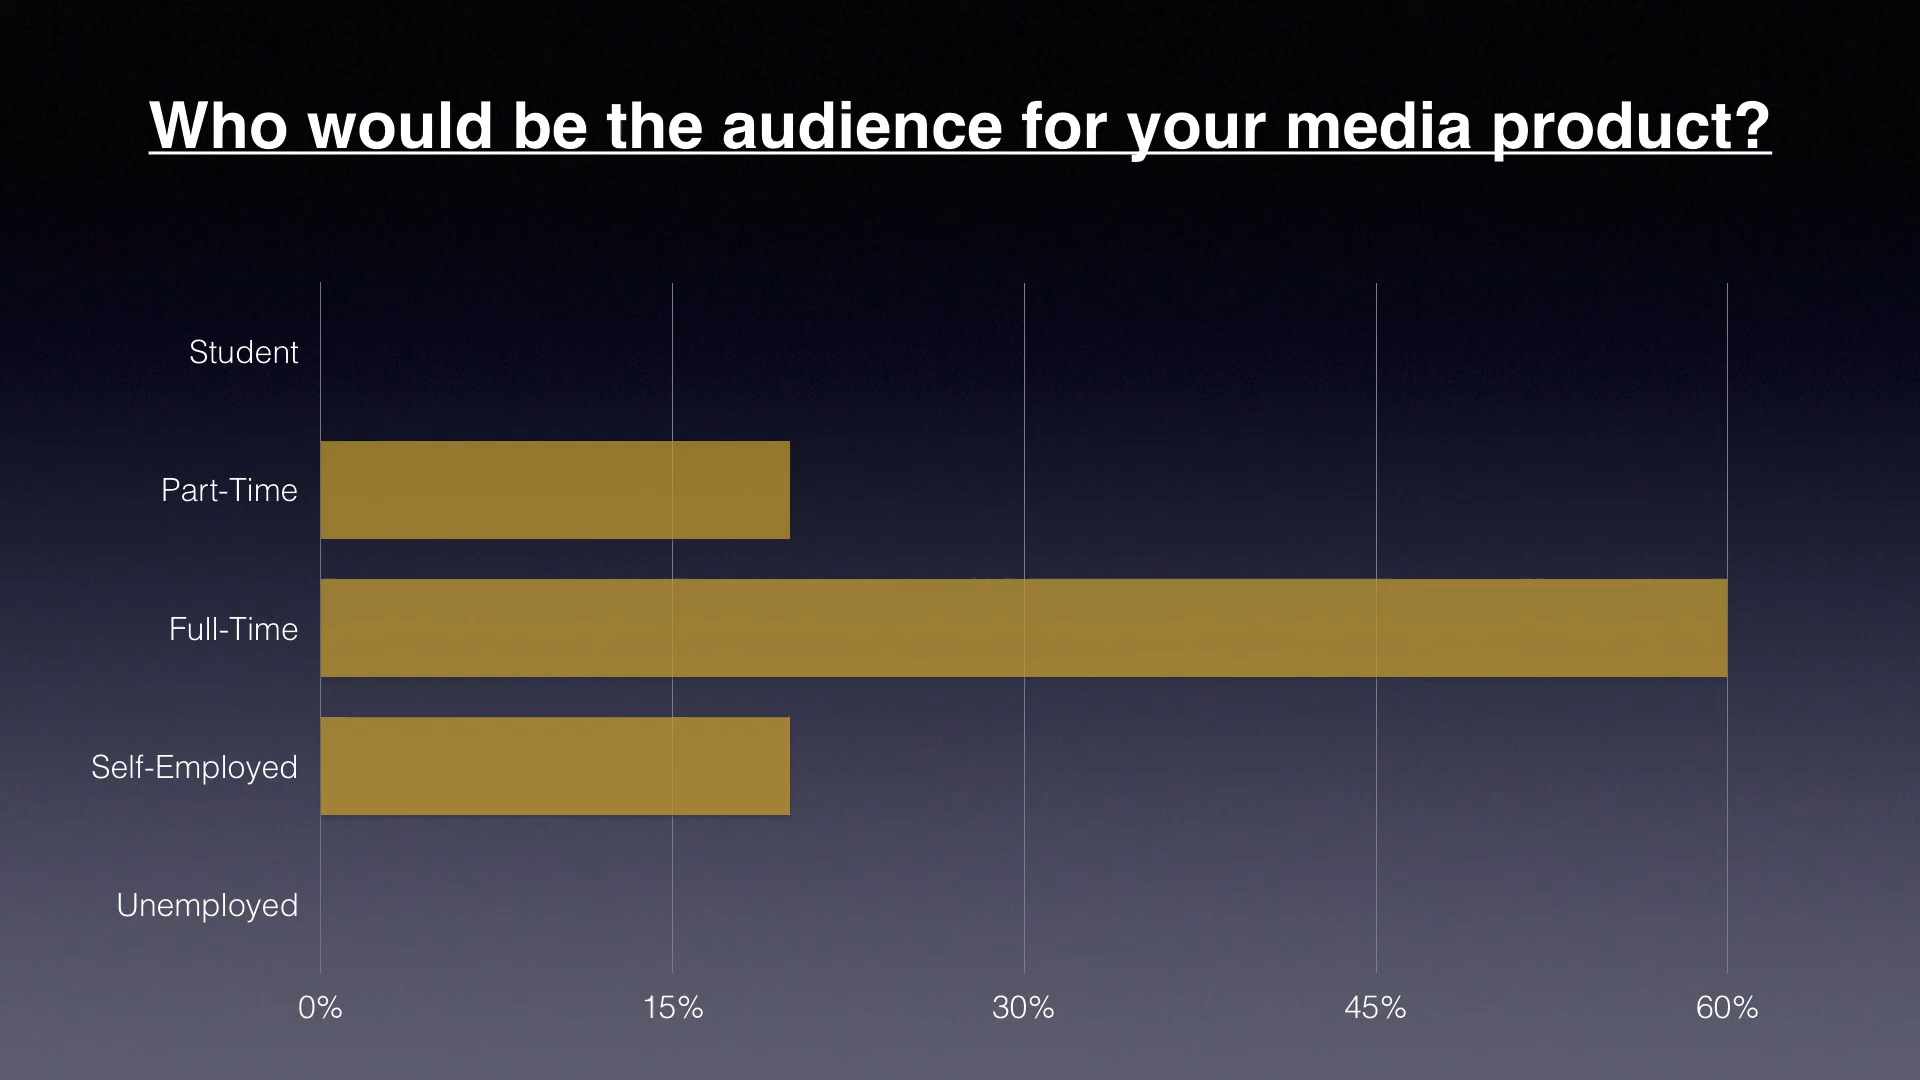 Who would be the audience for your media product?
Student
Part-Time
Full-Time
Self-Employed
Unemployed
0% 15% 30% 45% 60%